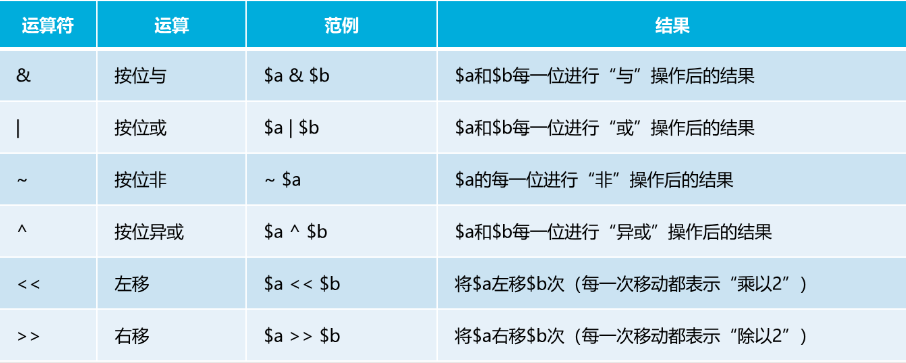 运算符 运算 范例 结果
& 按位与 $a & $b $a和$b每一位进行“与”操作后的结果
| 按位或 $a | $b $a和$b每一位进行“或”操作后的结果
~ 按位非 ~ $a $a的每一位进行“非”操作后的结果
^ 按位异或 $a ^ $b $a和$b每一位进行“异或”操作后的结果
<< 左移 $a << $b 将$a左移$b次（每一次移动都表示“乘以2”）
>> 右移 $a >> $b 将$a右移$b次（每一次移动都表示“除以2”）